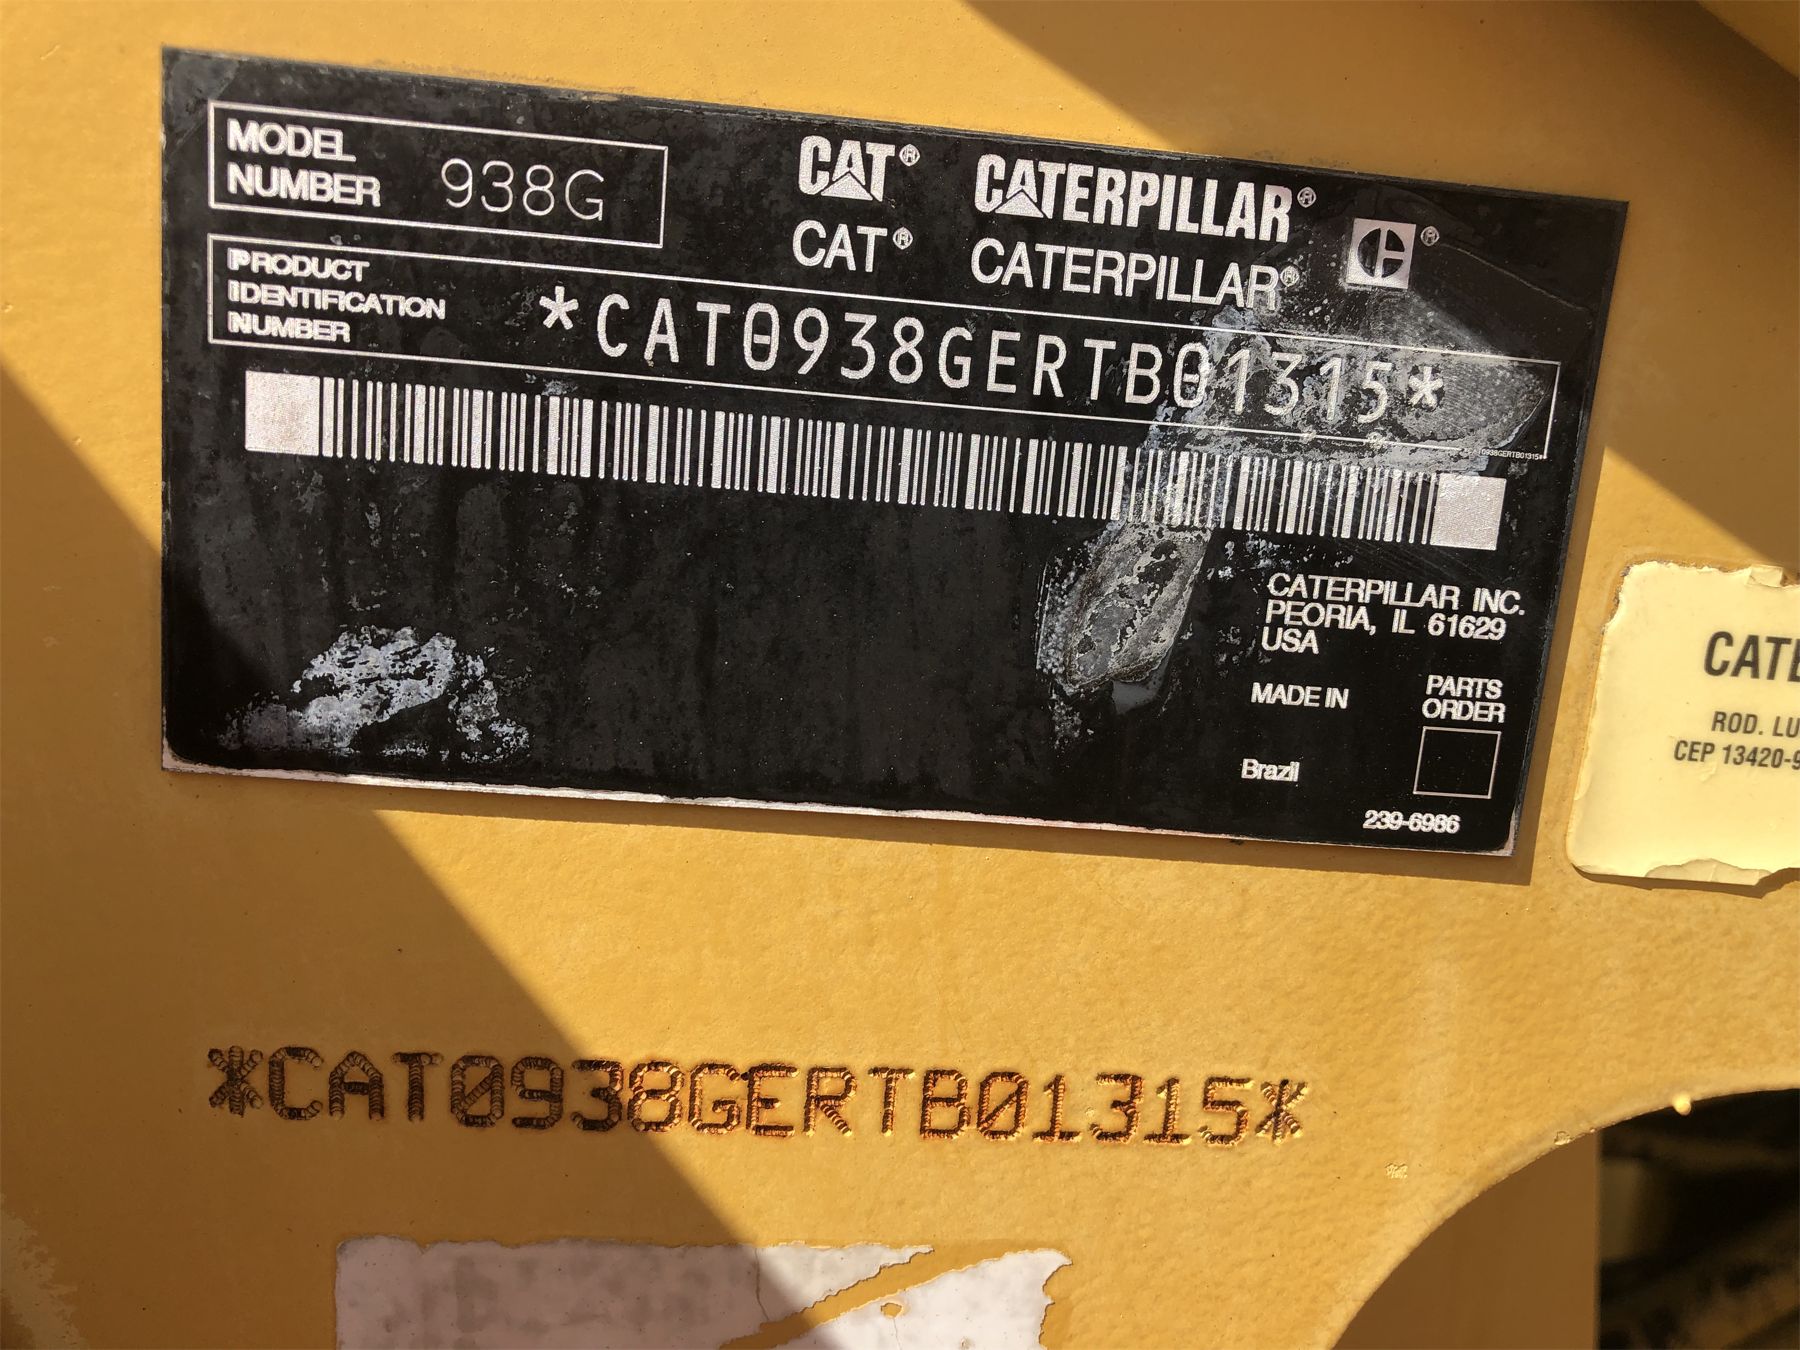 MODEL
NUMBER
938G
CAT® CATERPILLAR®
CAT® CATERPILLAR® ®
PRODUCT
IDENTIFICATION
NUMBER
*CAT0938GERTB01315*
CATERPILLAR INC.
PEORIA, IL 61629
USA
MADE IN
Brazil
PARTS
ORDER
239-6986
CATE
ROD. LU
CEP 13420-9
*CAT0938GERTB01315*